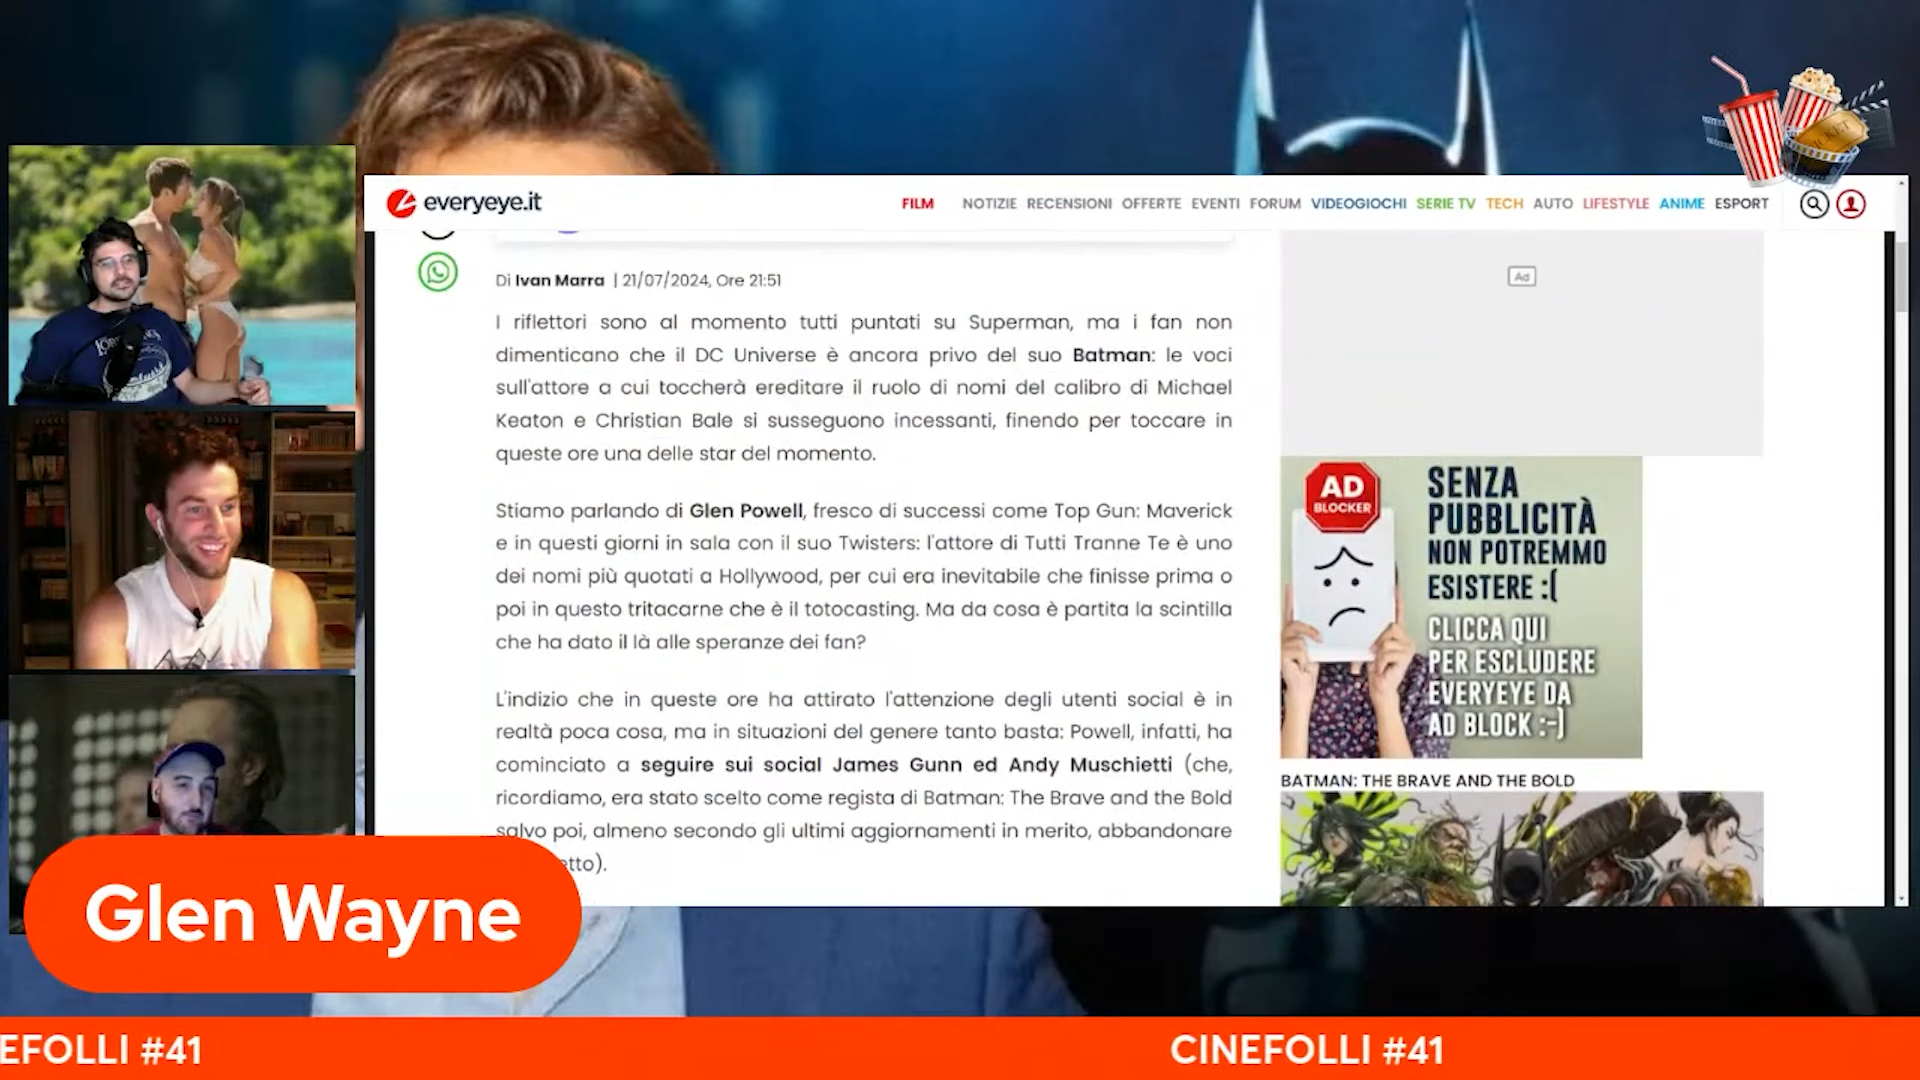 everyeye.it
FILM NOTIZIE RECENSIONI OFFERTE EVENTI FORUM VIDEOGIOCHI SERIE TV TECH AUTO LIFESTYLE ANIME ESPORT
Di Ivan Marra | 21/07/2024, Ore 21:51
I riflettori sono al momento tutti puntati su Superman, ma i fan non
dimenticano che il DC Universe è ancora privo del suo Batman: le voci
sull'attore a cui toccherà ereditare il ruolo di nomi del calibro di Michael
Keaton e Christian Bale si susseguono incessanti, finendo per toccare in
queste ore una delle star del momento.
Stiamo parlando di Glen Powell, fresco di successi come Top Gun: Maverick
e in questi giorni in sala con il suo Twisters: l'attore di Tutti Tranne Te è uno
dei nomi più quotati a Hollywood, per cui era inevitabile che finisse prima o
poi in questo tritacarne che è il totocasting. Ma da cosa è partita la scintilla
che ha dato il là alle speranze dei fan?
L'indizio che in queste ore ha attirato l'attenzione degli utenti social è in
realtà poca cosa, ma in situazioni del genere tanto basta: Powell, infatti, ha
cominciato a seguire sui social James Gunn ed Andy Muschietti (che,
ricordiamo, era stato scelto come regista di Batman: The Brave and the Bold
salvo poi, almeno secondo gli ultimi aggiornamenti in merito, abbandonare
etto).
Ad
AD
BLOCKER
SENZA
PUBBLICITÀ
NON POTREMMO
ESISTERE :(
CLICCA QUI
PER ESCLUDERE
EVERYEYE DA
AD BLOCK :-)
BATMAN: THE BRAVE AND THE BOLD
Glen Wayne
EFOLLI #41
CINEFOLLI #41